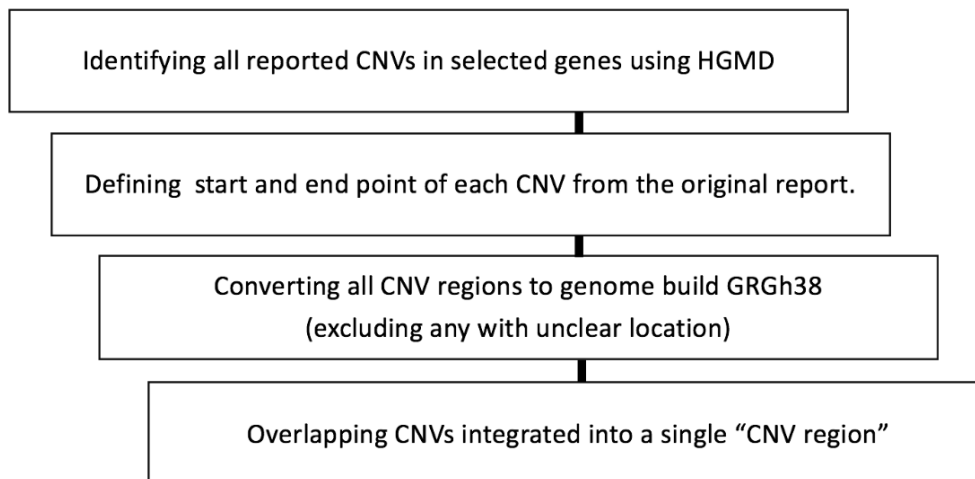 Identifying all reported CNVs in selected genes using HGMD
Defining  start and end point of each CNV from the original report.
Converting all CNV regions to genome build GRGh38
(excluding any with unclear location)
Overlapping CNVs integrated into a single “CNV region”